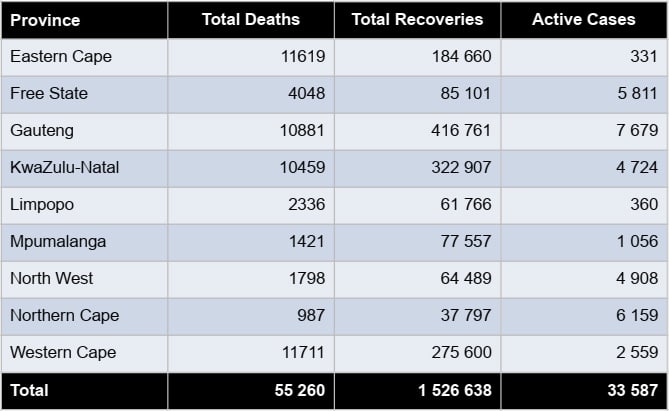 Province Total Deaths Total Recoveries Active Cases
Eastern Cape 11619 184 660 331
Free State 4048 85 101 5 811
Gauteng 10881 416 761 7 679
KwaZulu-Natal 10459 322 907 4 724
Limpopo 2336 61 766 360
Mpumalanga 1421 77 557 1 056
North West 1798 64 489 4 908
Northern Cape 987 37 797 6 159
Western Cape 11711 275 600 2 559
Total 55 260 1 526 638 33 587